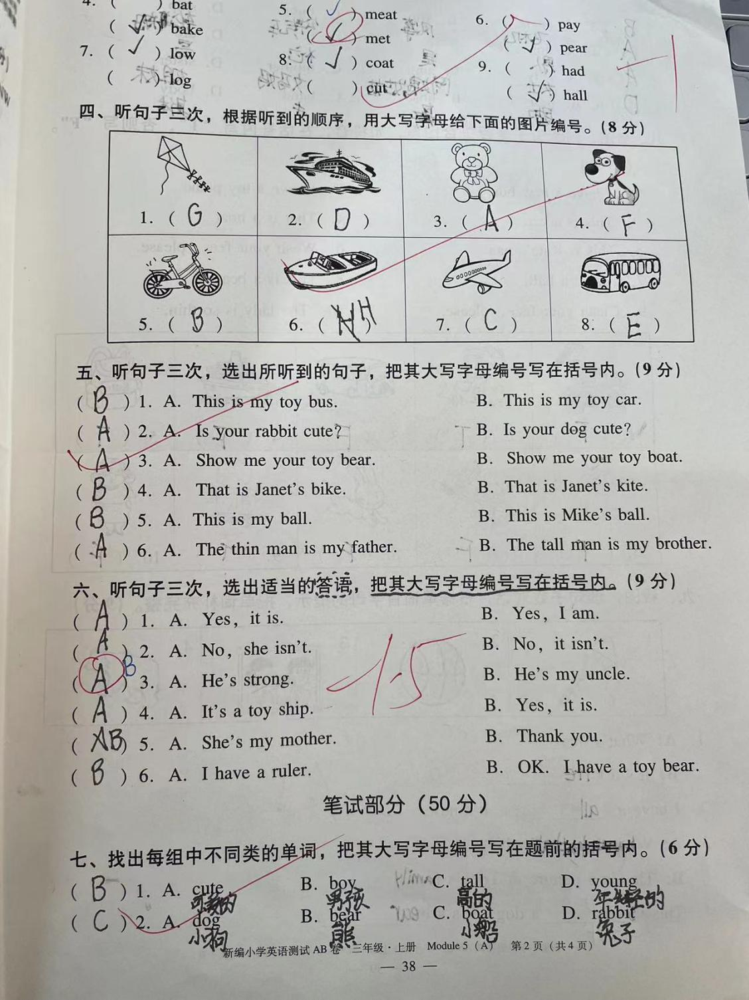 4. ( ) bat
( ✓ ) bake
5. ( ✓ ) meat
( ✓ ) met
6. ( ) pay
( ✓ ) pear
7. ( ✓ ) low
( ) log
8. ( ✓ ) coat
( ) cut
9. ( ) had
( ✓ ) hall
-1
四、听句子三次，根据听到的顺序，用大写字母给下面的图片编号。(8 分)
1. ( G ) 2. ( D ) 3. ( A ) 4. ( F )
5. ( B ) 6. ( H ) 7. ( C ) 8. ( E )
五、听句子三次，选出所听到的句子，把其大写字母编号写在括号内。(9 分)
( B ) 1. A. This is my toy bus. B. This is my toy car.
( A ) 2. A. Is your rabbit cute? B. Is your dog cute?
( A ) 3. A. Show me your toy bear. B. Show me your toy boat.
( B ) 4. A. That is Janet's bike. B. That is Janet's kite.
( B ) 5. A. This is my ball. B. This is Mike's ball.
( A ) 6. A. The thin man is my father. B. The tall man is my brother.
六、听句子三次，选出适当的答语，把其大写字母编号写在括号内。(9 分)
( A ) 1. A. Yes, it is. B. Yes, I am.
( A ) 2. A. No, she isn't. B. No, it isn't.
( A ) B 3. A. He's strong. B. He's my uncle.
-1.5
( A ) 4. A. It's a toy ship. B. Yes, it is.
( AB ) 5. A. She's my mother. B. Thank you.
( B ) 6. A. I have a ruler. B. OK. I have a toy bear.
笔试部分 (50 分)
七、找出每组中不同类的单词，把其大写字母编号写在题前的括号内。(6 分)
( B ) 1. A. cute B. boy C. tall D. young
可爱的 男孩 高的 年轻的
( C ) 2. A. dog B. bear C. boat D. rabbit
小狗 熊 小船 兔子
新编小学英语测试 AB 卷 三年级·上册 Module 5 (A) 第 2 页 (共 4 页)
— 38 —